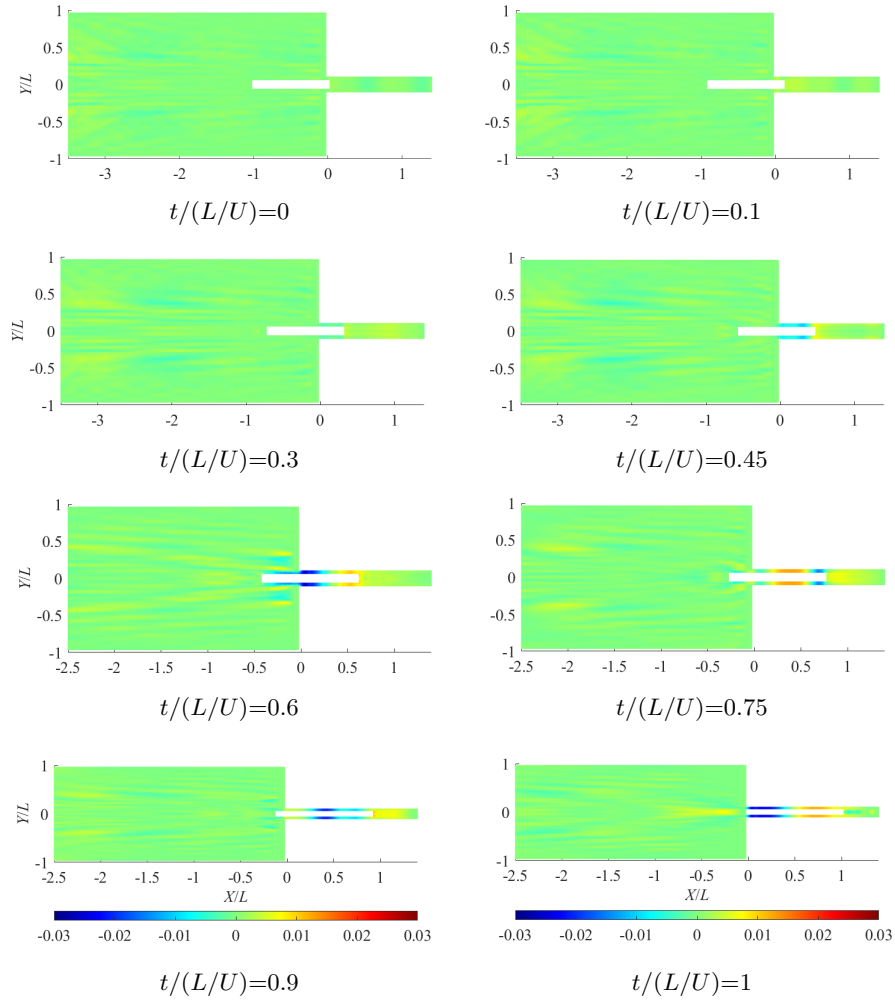 1 1
0.5 0.5
Y/L 0 0
-0.5 -0.5
-1 -1
-3 -2 -1 0 1 -3 -2 -1 0 1
t/(L/U)=0 t/(L/U)=0.1
1 1
0.5 0.5
Y/L 0 0
-0.5 -0.5
-1 -1
-3 -2 -1 0 1 -3 -2 -1 0 1
t/(L/U)=0.3 t/(L/U)=0.45
1 1
0.5 0.5
Y/L 0 0
-0.5 -0.5
-1 -1
-2.5 -2 -1.5 -1 -0.5 0 0.5 1 -2.5 -2 -1.5 -1 -0.5 0 0.5 1
t/(L/U)=0.6 t/(L/U)=0.75
1 1
Y/L 0 0
-1 -1
-2.5 -2 -1.5 -1 -0.5 0 0.5 1 -2.5 -2 -1.5 -1 -0.5 0 0.5 1
X/L X/L
-0.03 -0.02 -0.01 0 0.01 0.02 0.03 -0.03 -0.02 -0.01 0 0.01 0.02 0.03
t/(L/U)=0.9 t/(L/U)=1